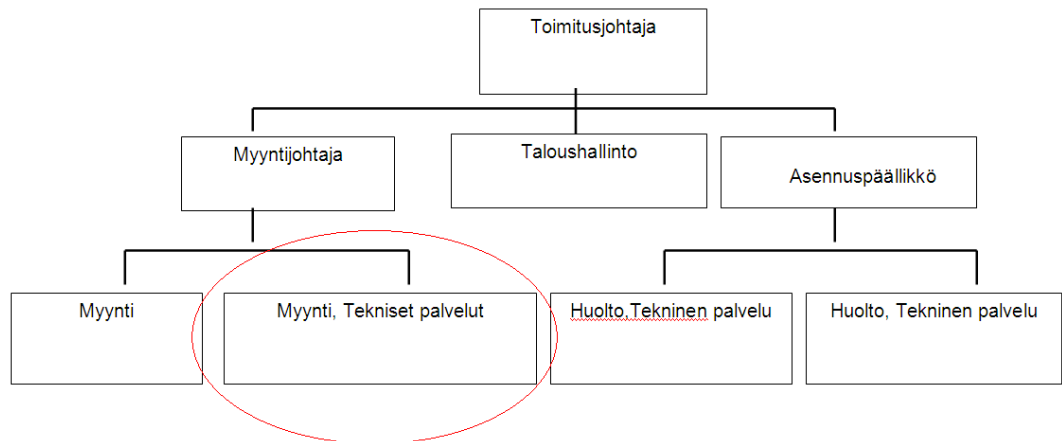 Toimitusjohtaja
Myyntijohtaja
Taloushallinto
Asennuspäällikkö
Myynti
Myynti, Tekniset palvelut
Huolto,Tekninen palvelu
Huolto, Tekninen palvelu